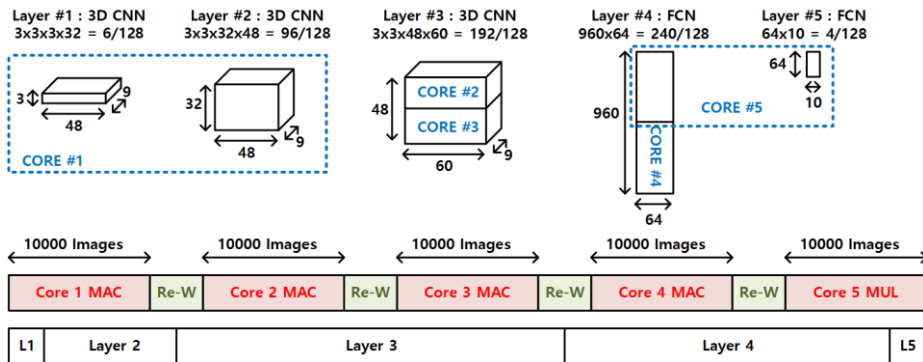 Layer #1 : 3D CNN
3x3x3x32 = 6/128
Layer #2 : 3D CNN
3x3x32x48 = 96/128
Layer #3 : 3D CNN
3x3x48x60 = 192/128
Layer #4 : FCN
960x64 = 240/128
Layer #5 : FCN
64x10 = 4/128
3
9
48
32
48
9
CORE #1
48
CORE #2
CORE #3
60
9
960
CORE #4
64
64
10
CORE #5
10000 Images
10000 Images
10000 Images
10000 Images
10000 Images
Core 1 MAC
Re-W
Core 2 MAC
Re-W
Core 3 MAC
Re-W
Core 4 MAC
Re-W
Core 5 MUL
L1
Layer 2
Layer 3
Layer 4
L5